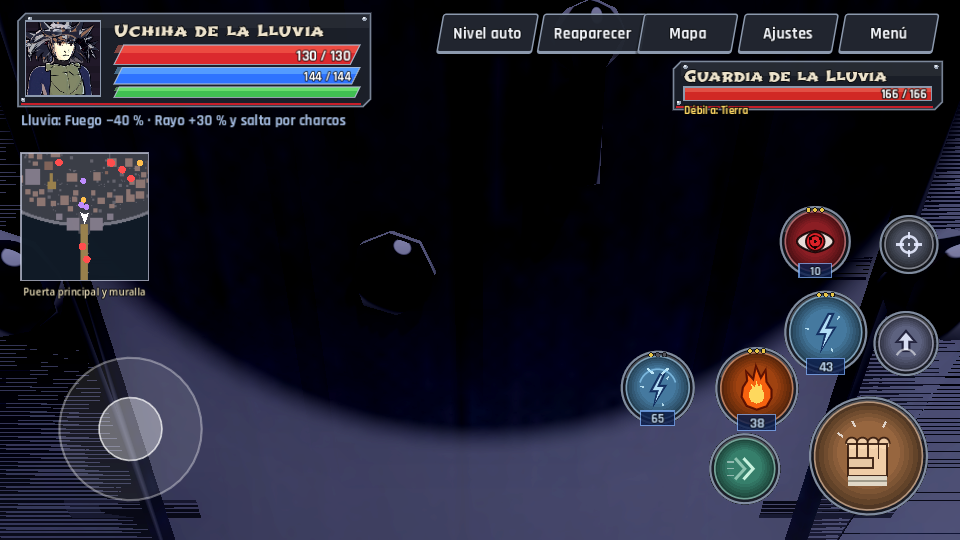 Uchiha de la Lluvia
130 / 130
144 / 144
Lluvia: Fuego −40 % · Rayo +30 % y salta por charcos
Nivel auto
Reaparecer
Mapa
Ajustes
Menú
Guardia de la Lluvia
166 / 166
Débil a: Tierra
Puerta principal y muralla
10
43
65
38